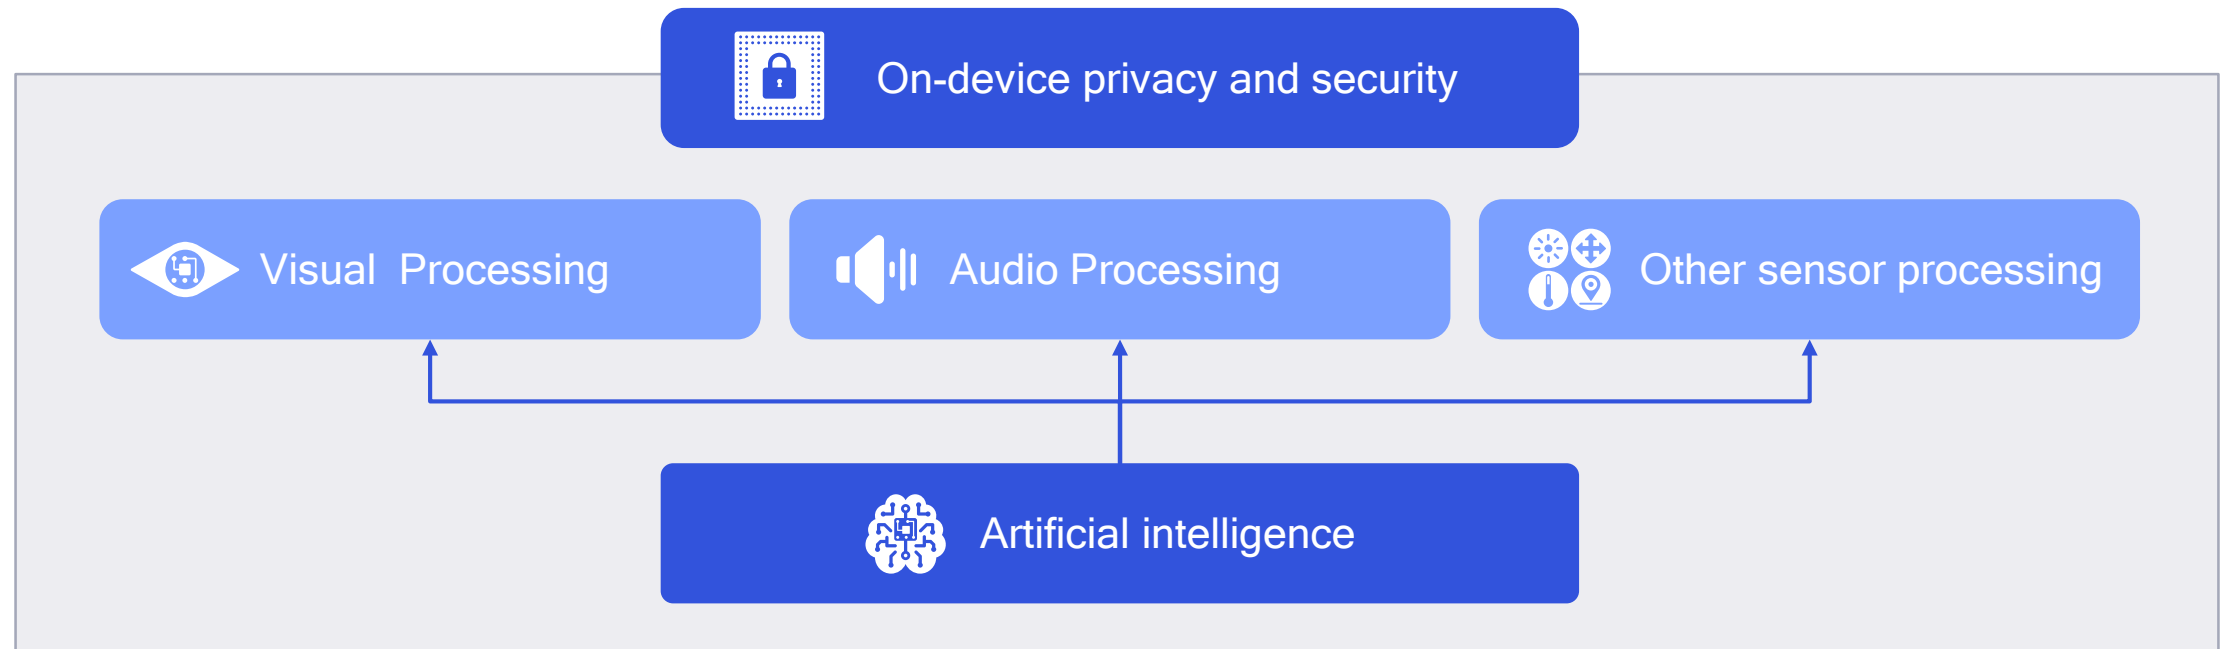 On-device privacy and security
Visual  Processing
Audio Processing
Other sensor processing
Artificial intelligence